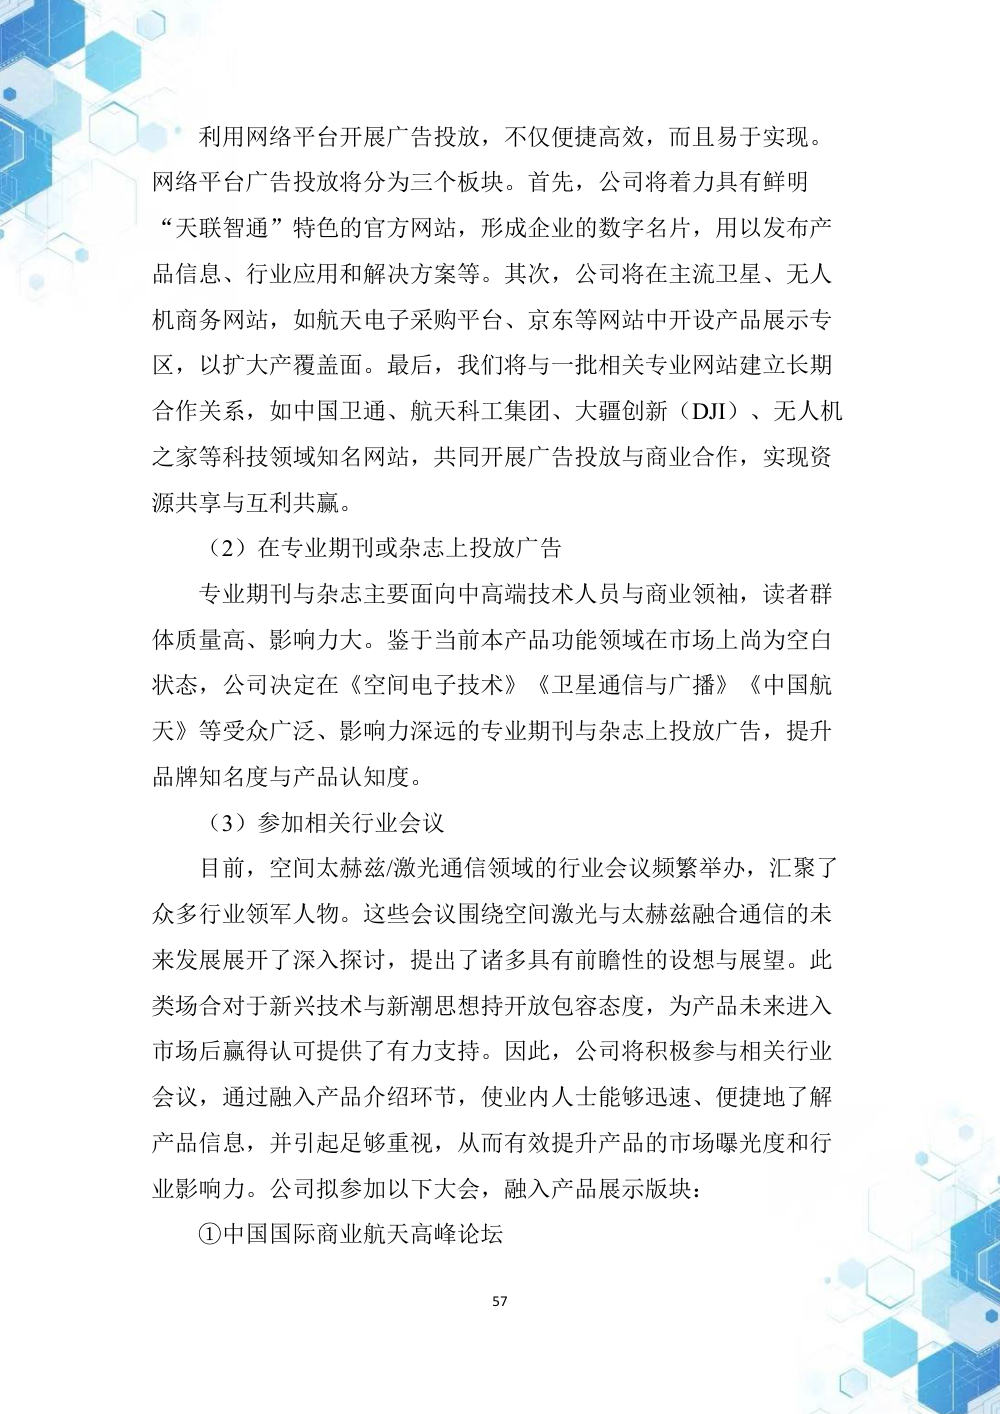 利用网络平台开展广告投放，不仅便捷高效，而且易于实现。
网络平台广告投放将分为三个板块。首先，公司将着力具有鲜明
“天联智通”特色的官方网站，形成企业的数字名片，用以发布产
品信息、行业应用和解决方案等。其次，公司将在主流卫星、无人
机商务网站，如航天电子采购平台、京东等网站中开设产品展示专
区，以扩大产覆盖面。最后，我们将与一批相关专业网站建立长期
合作关系，如中国卫通、航天科工集团、大疆创新（DJI）、无人机
之家等科技领域知名网站，共同开展广告投放与商业合作，实现资
源共享与互利共赢。
（2）在专业期刊或杂志上投放广告
专业期刊与杂志主要面向中高端技术人员与商业领袖，读者群
体质量高、影响力大。鉴于当前本产品功能领域在市场上尚为空白
状态，公司决定在《空间电子技术》《卫星通信与广播》《中国航
天》等受众广泛、影响力深远的专业期刊与杂志上投放广告，提升
品牌知名度与产品认知度。
（3）参加相关行业会议
目前，空间太赫兹/激光通信领域的行业会议频繁举办，汇聚了
众多行业领军人物。这些会议围绕空间激光与太赫兹融合通信的未
来发展展开了深入探讨，提出了诸多具有前瞻性的设想与展望。此
类场合对于新兴技术与新潮思想持开放包容态度，为产品未来进入
市场后赢得认可提供了有力支持。因此，公司将积极参与相关行业
会议，通过融入产品介绍环节，使业内人士能够迅速、便捷地了解
产品信息，并引起足够重视，从而有效提升产品的市场曝光度和行
业影响力。公司拟参加以下大会，融入产品展示版块：
①中国国际商业航天高峰论坛
57